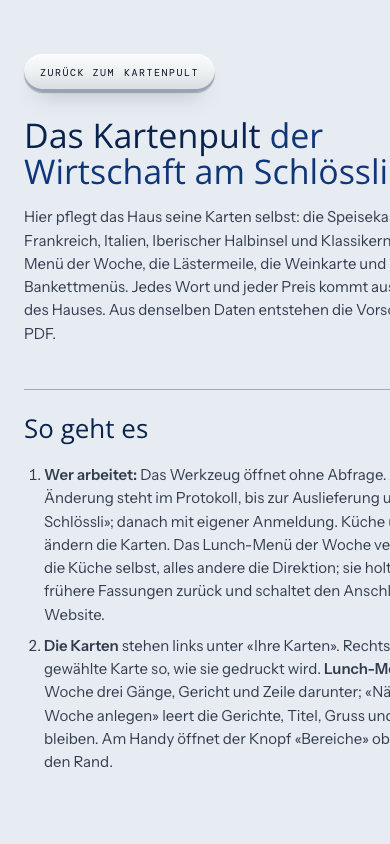 ZURÜCK ZUM KARTENPULT
Das Kartenpult der
Wirtschaft am Schlössli
Hier pflegt das Haus seine Karten selbst: die
Frankreich, Italien, Iberischer Halbinsel und Klassikern
Menü der Woche, die Lästermeile, die Weinkarte und
Bankettmenüs. Jedes Wort und jeder Preis kommt
des Hauses. Aus denselben Daten entstehen die
PDF.
So geht es
1. Wer arbeitet: Das Werkzeug öffnet ohne Abfrage.
Änderung steht im Protokoll, bis zur Auslieferung
Schlössli»; danach mit eigener Anmeldung. Küche
ändern die Karten. Das Lunch-Menü der Woche
die Küche selbst, alles andere die Direktion; sie holt
frühere Fassungen zurück und schaltet den
Website.
2. Die Karten stehen links unter «Ihre Karten». Rechts
gewählte Karte so, wie sie gedruckt wird.
Woche drei Gänge, Gericht und Zeile darunter;
Woche anlegen» leert die Gerichte, Titel, Gruss und
bleiben. Am Handy öffnet der Knopf «Bereiche»
den Rand.